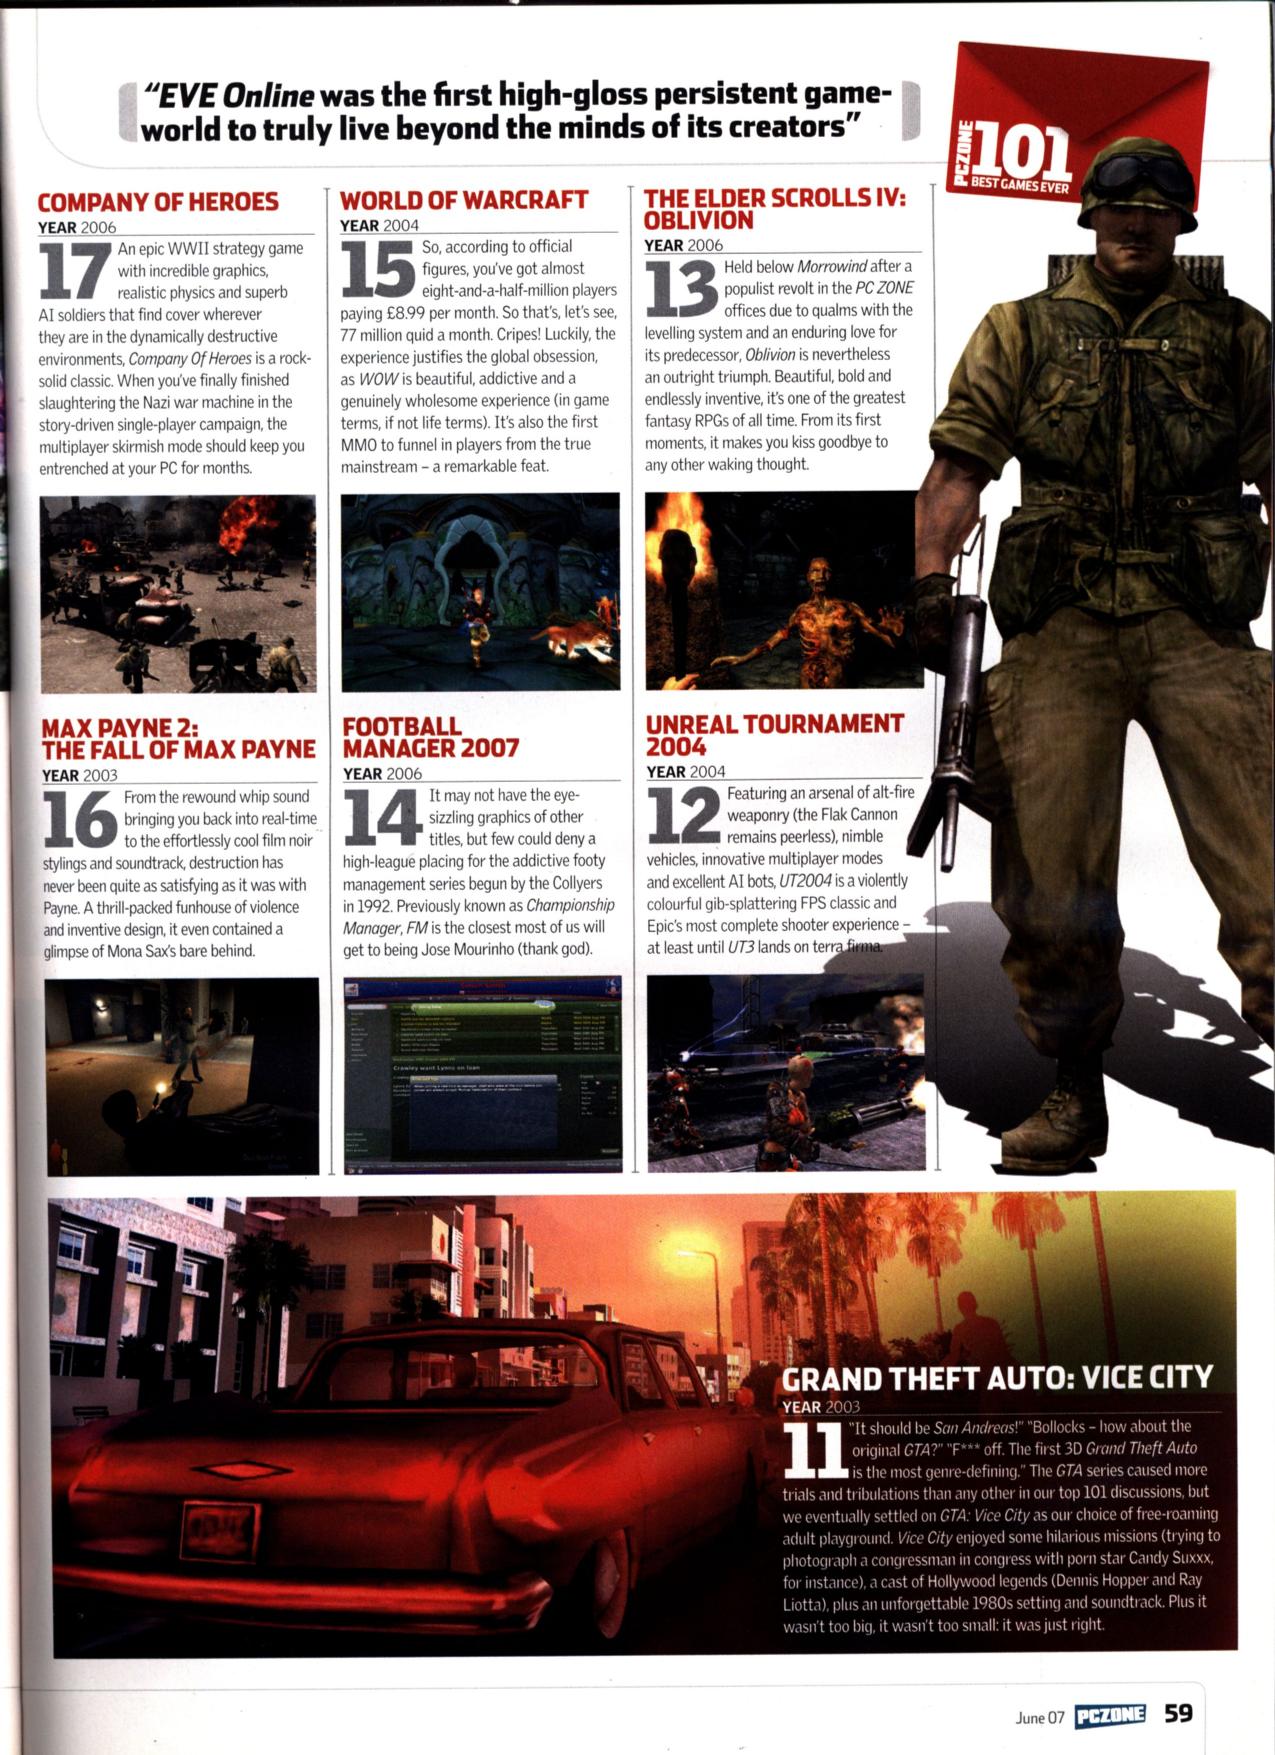 “EVE Online was the first high-gloss persistent game-
world to truly live beyond the minds of its creators”
PCZONE
101
BEST GAMES EVER
COMPANY OF HEROES
YEAR 2006
17 An epic WWII strategy game
with incredible graphics,
realistic physics and superb
AI soldiers that find cover wherever
they are in the dynamically destructive
environments, Company Of Heroes is a rock-
solid classic. When you've finally finished
slaughtering the Nazi war machine in the
story-driven single-player campaign, the
multiplayer skirmish mode should keep you
entrenched at your PC for months.
MAX PAYNE 2:
THE FALL OF MAX PAYNE
YEAR 2003
16 From the rewound whip sound
bringing you back into real-time
to the effortlessly cool film noir
stylings and soundtrack, destruction has
never been quite as satisfying as it was with
Payne. A thrill-packed funhouse of violence
and inventive design, it even contained a
glimpse of Mona Sax's bare behind.
WORLD OF WARCRAFT
YEAR 2004
15 So, according to official
figures, you've got almost
eight-and-a-half-million players
paying £8.99 per month. So that's, let's see,
77 million quid a month. Cripes! Luckily, the
experience justifies the global obsession,
as WOW is beautiful, addictive and a
genuinely wholesome experience (in game
terms, if not life terms). It's also the first
MMO to funnel in players from the true
mainstream – a remarkable feat.
FOOTBALL
MANAGER 2007
YEAR 2006
14 It may not have the eye-
sizzling graphics of other
titles, but few could deny a
high-league placing for the addictive footy
management series begun by the Collyers
in 1992. Previously known as Championship
Manager, FM is the closest most of us will
get to being Jose Mourinho (thank god).
Crawley want Lyons on loan
THE ELDER SCROLLS IV:
OBLIVION
YEAR 2006
13 Held below Morrowind after a
populist revolt in the PC ZONE
offices due to qualms with the
levelling system and an enduring love for
its predecessor, Oblivion is nevertheless
an outright triumph. Beautiful, bold and
endlessly inventive, it's one of the greatest
fantasy RPGs of all time. From its first
moments, it makes you kiss goodbye to
any other waking thought.
UNREAL TOURNAMENT
2004
YEAR 2004
12 Featuring an arsenal of alt-fire
weaponry (the Flak Cannon
remains peerless), nimble
vehicles, innovative multiplayer modes
and excellent AI bots, UT2004 is a violently
colourful gib-splattering FPS classic and
Epic's most complete shooter experience –
at least until UT3 lands on terra firma.
GRAND THEFT AUTO: VICE CITY
YEAR 2003
11 "It should be San Andreas!" "Bollocks – how about the
original GTA?" "F*** off. The first 3D Grand Theft Auto
is the most genre-defining." The GTA series caused more
trials and tribulations than any other in our top 101 discussions, but
we eventually settled on GTA: Vice City as our choice of free-roaming
adult playground. Vice City enjoyed some hilarious missions (trying to
photograph a congressman in congress with porn star Candy Suxxx,
for instance), a cast of Hollywood legends (Dennis Hopper and Ray
Liotta), plus an unforgettable 1980s setting and soundtrack. Plus it
wasn't too big, it wasn't too small: it was just right.
June 07 PCZONE 59